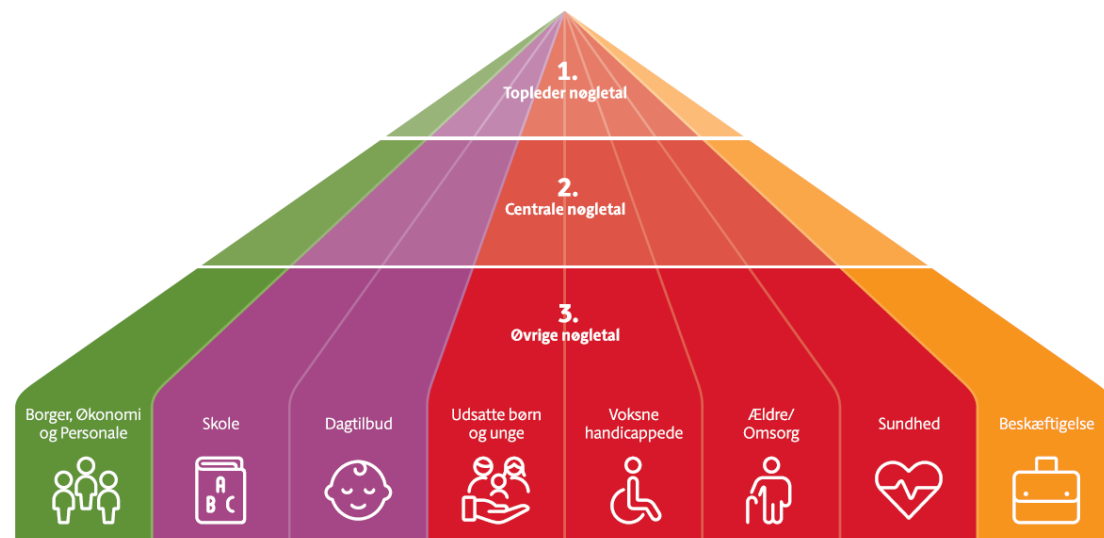 1.
Topleder nøgletal
2.
Centrale nøgletal
3.
Øvrige nøgletal
Borger, Økonomi
og Personale
Skole
Dagtilbud
Udsatte børn
og unge
Voksne
handicappede
Ældre/
Omsorg
Sundhed
Beskæftigelse
A
B C